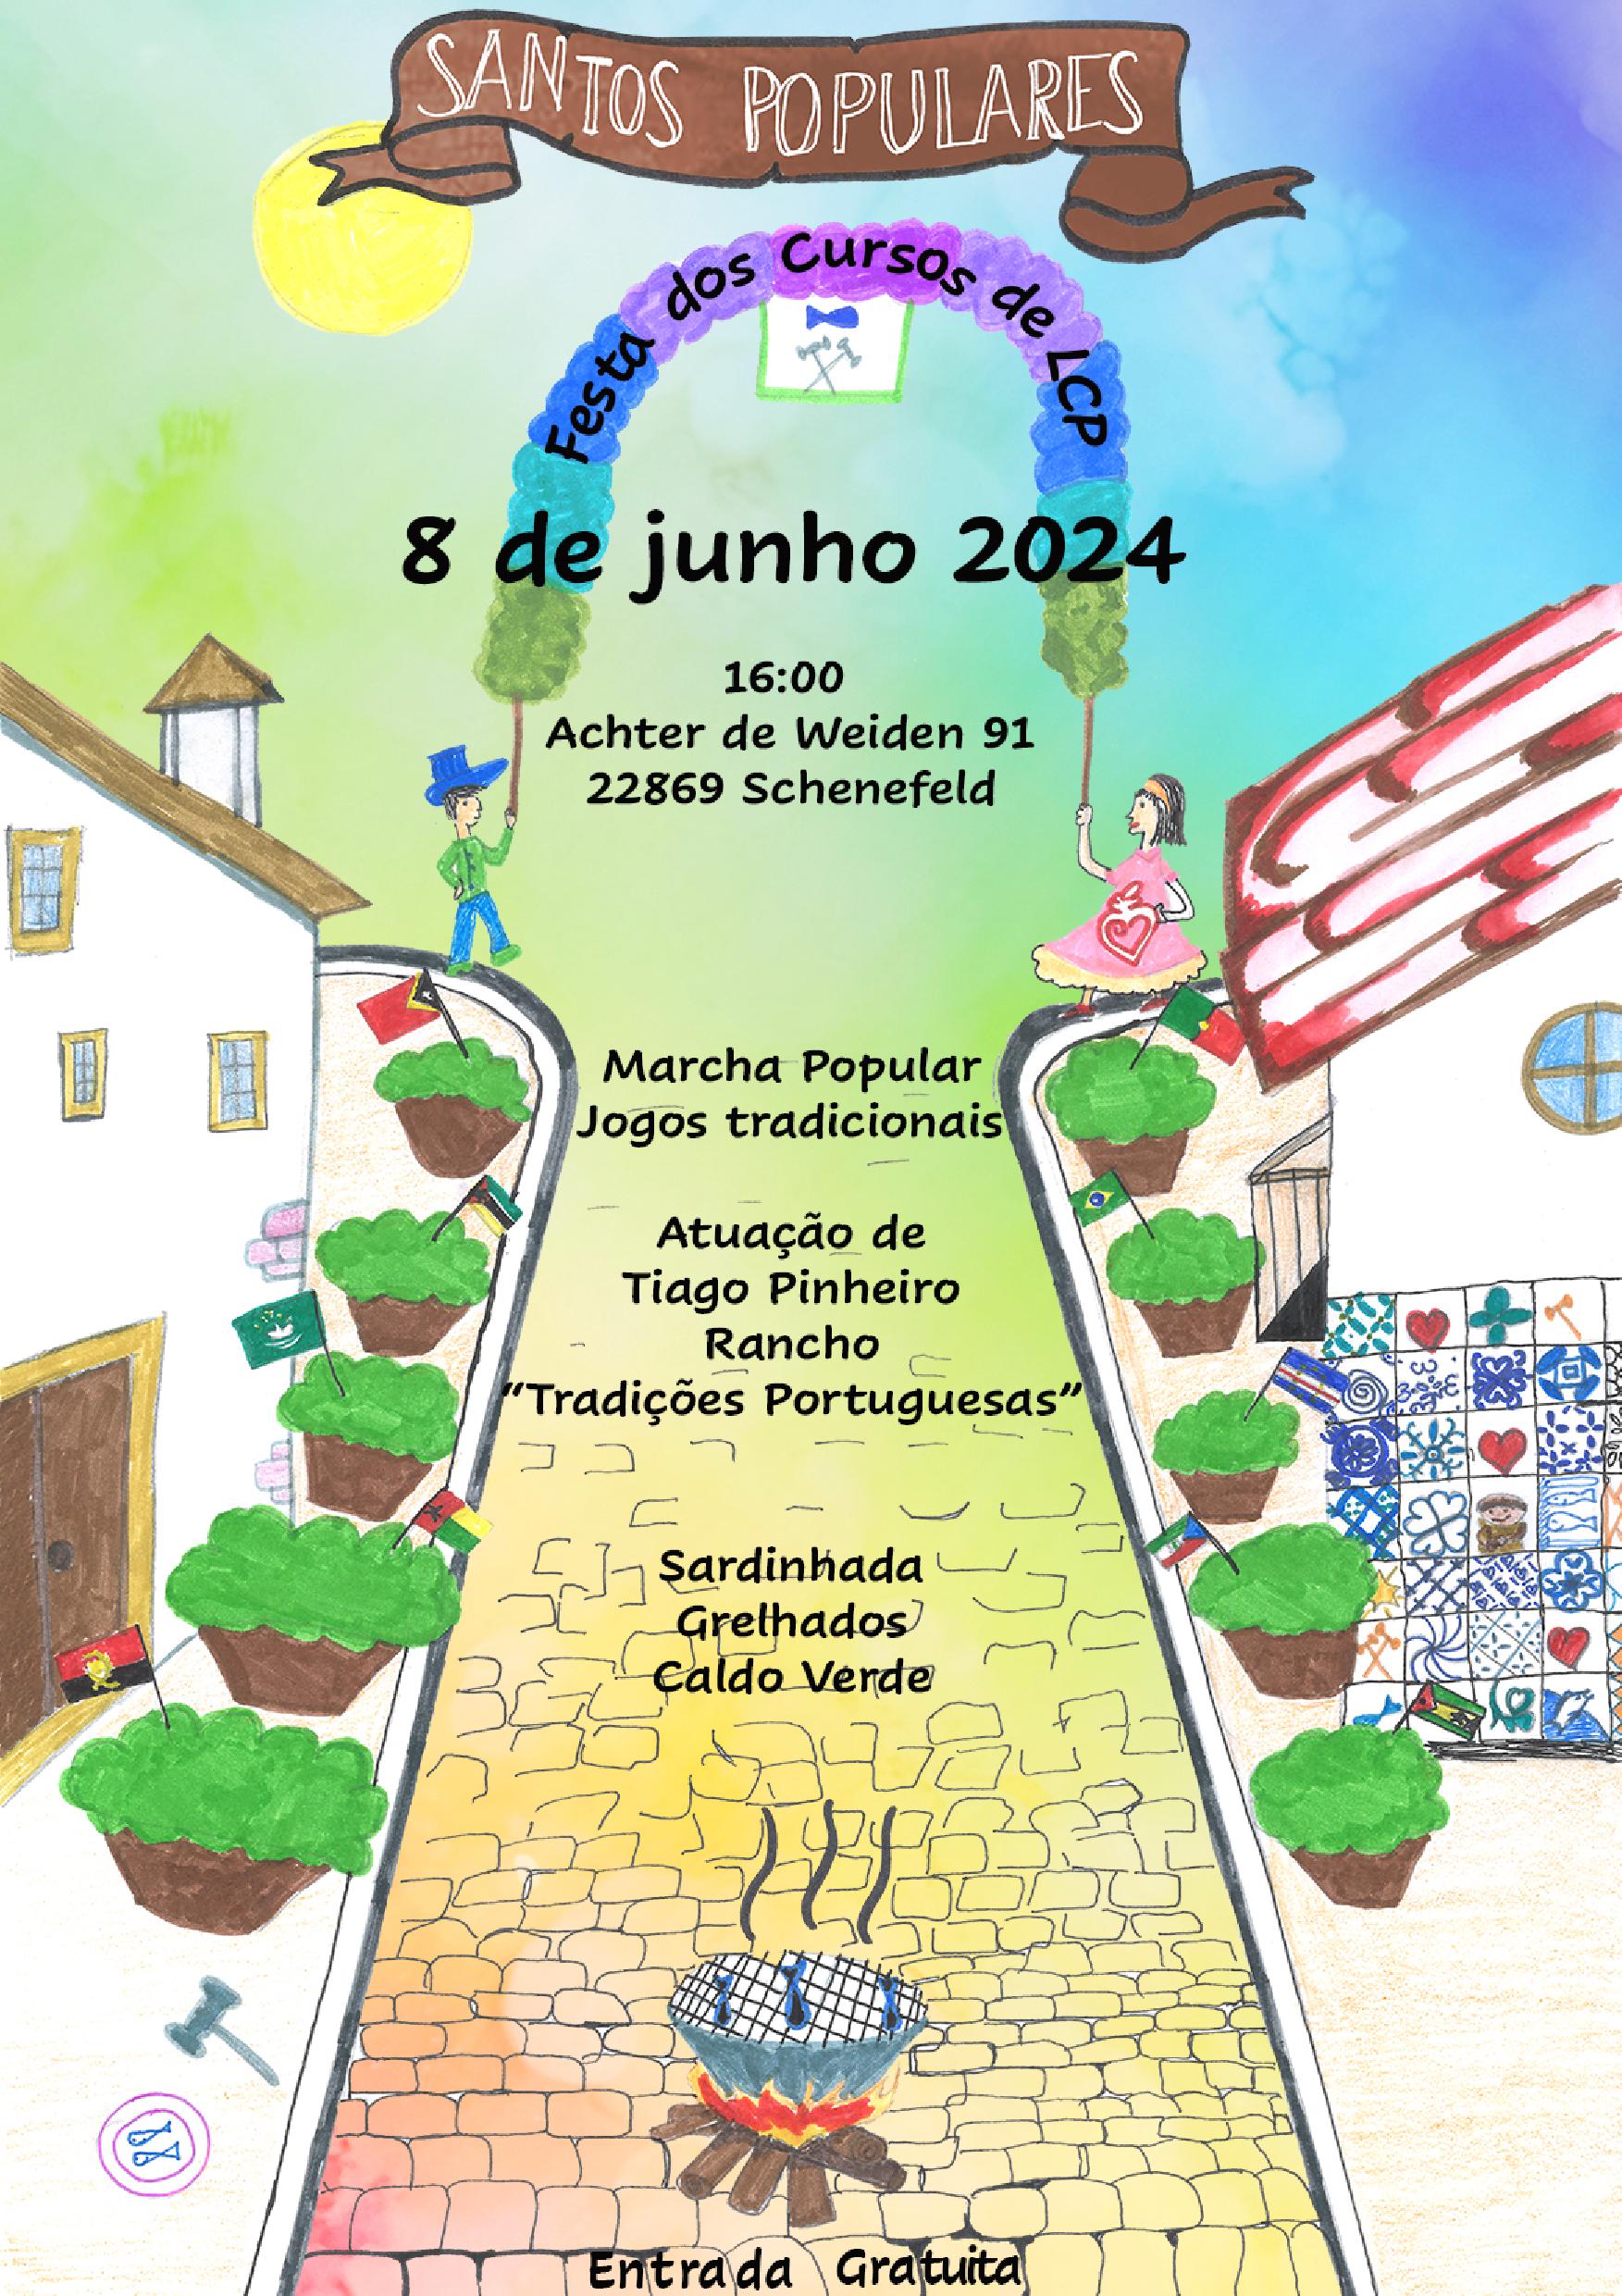 SANTOS POPULARES
Festa dos Cursos de LCP
8 de junho 2024
16:00
Achter de Weiden 91
22869 Schenefeld
Marcha Popular
Jogos tradicionais
Atuação de
Tiago Pinheiro
Rancho
“Tradições Portuguesas”
Sardinhada
Grelhados
Caldo Verde
Entrada Gratuita